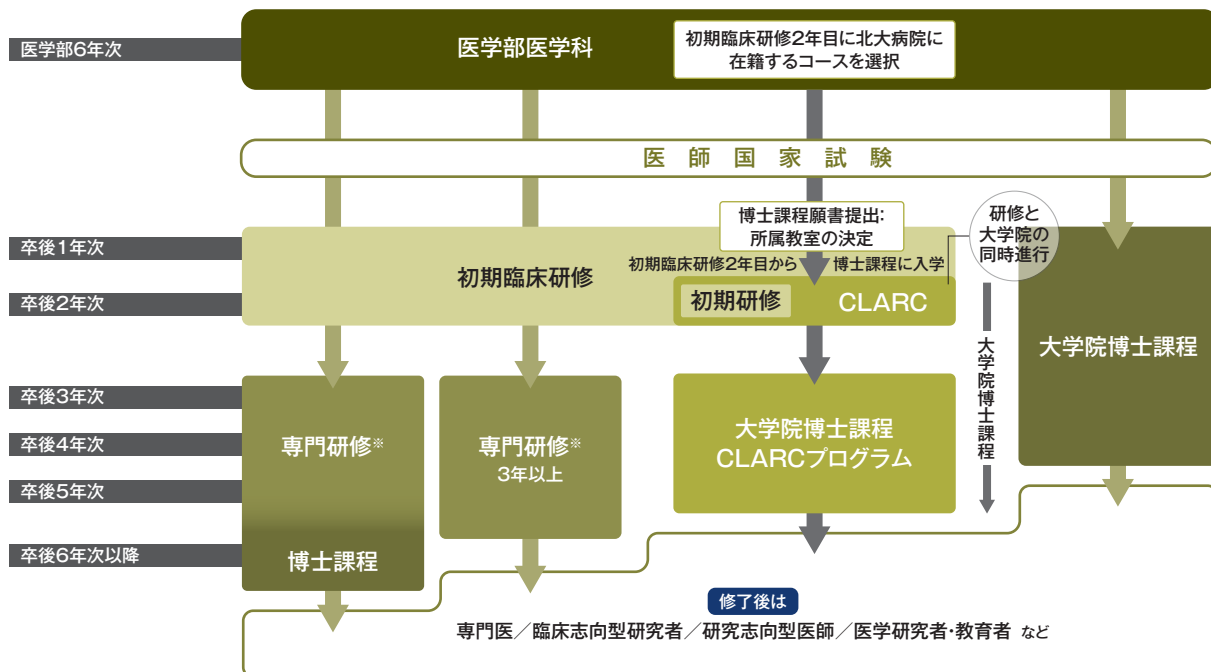 医学部6年次
医学部医学科
初期臨床研修2年目に北大病院に
在籍するコースを選択
医師国家試験
博士課程願書提出:
所属教室の決定
研修と
大学院の
同時進行
卒後1年次
初期臨床研修
初期臨床研修2年目から
博士課程に入学
卒後2年次
初期研修
CLARC
大学院博士課程
大学院博士課程
卒後3年次
卒後4年次
卒後5年次
卒後6年次以降
専門研修※
博士課程
専門研修※
3年以上
大学院博士課程
CLARCプログラム
修了後は
専門医／臨床志向型研究者／研究志向型医師／医学研究者・教育者 など